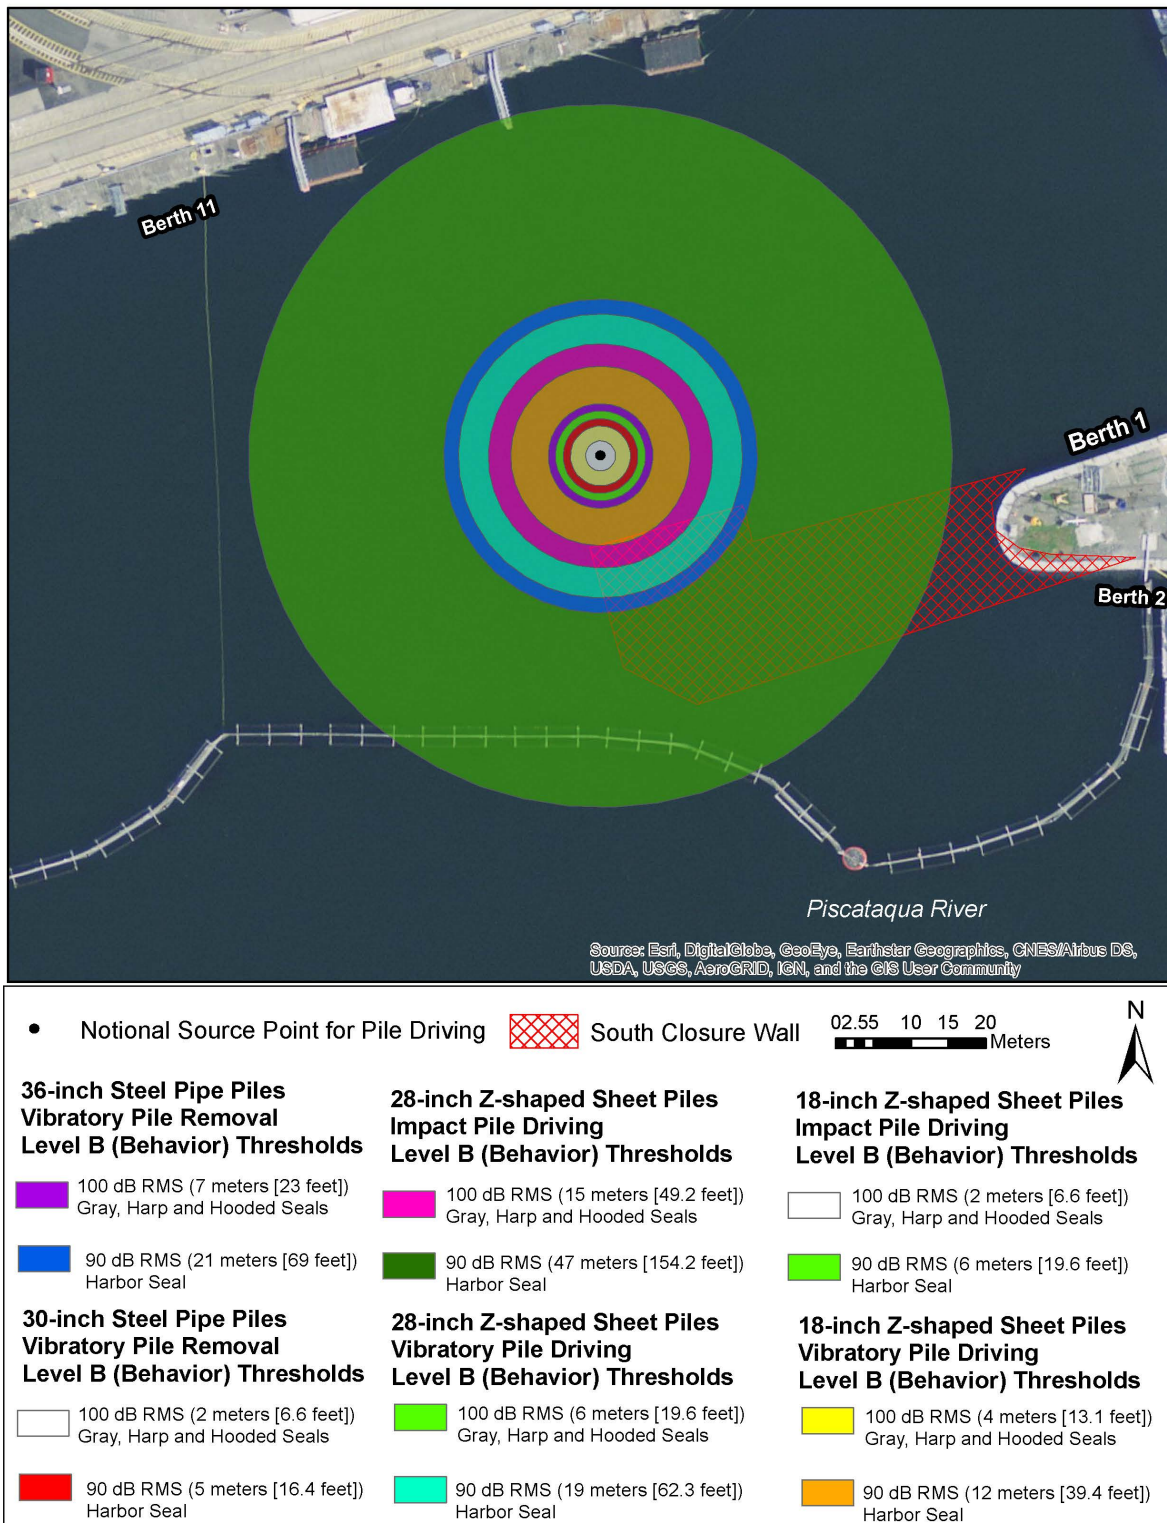 Berth 11
Berth 1
Berth 2
Piscataqua River
Source: Esri, DigitalGlobe, GeoEye, Earthstar Geographics, CNES/Airbus DS,
USDA, USGS, AeroGRID, IGN, and the GIS User Community
Notional Source Point for Pile Driving
South Closure Wall
02.55 10 15 20
Meters
N
36-inch Steel Pipe Piles
Vibratory Pile Removal
Level B (Behavior) Thresholds
100 dB RMS (7 meters [23 feet])
Gray, Harp and Hooded Seals
90 dB RMS (21 meters [69 feet])
Harbor Seal
30-inch Steel Pipe Piles
Vibratory Pile Removal
Level B (Behavior) Thresholds
100 dB RMS (2 meters [6.6 feet])
Gray, Harp and Hooded Seals
90 dB RMS (5 meters [16.4 feet])
Harbor Seal
28-inch Z-shaped Sheet Piles
Impact Pile Driving
Level B (Behavior) Thresholds
100 dB RMS (15 meters [49.2 feet])
Gray, Harp and Hooded Seals
90 dB RMS (47 meters [154.2 feet])
Harbor Seal
28-inch Z-shaped Sheet Piles
Vibratory Pile Driving
Level B (Behavior) Thresholds
100 dB RMS (6 meters [19.6 feet])
Gray, Harp and Hooded Seals
90 dB RMS (19 meters [62.3 feet])
Harbor Seal
18-inch Z-shaped Sheet Piles
Impact Pile Driving
Level B (Behavior) Thresholds
100 dB RMS (2 meters [6.6 feet])
Gray, Harp and Hooded Seals
90 dB RMS (6 meters [19.6 feet])
Harbor Seal
18-inch Z-shaped Sheet Piles
Vibratory Pile Driving
Level B (Behavior) Thresholds
100 dB RMS (4 meters [13.1 feet])
Gray, Harp and Hooded Seals
90 dB RMS (12 meters [39.4 feet])
Harbor Seal